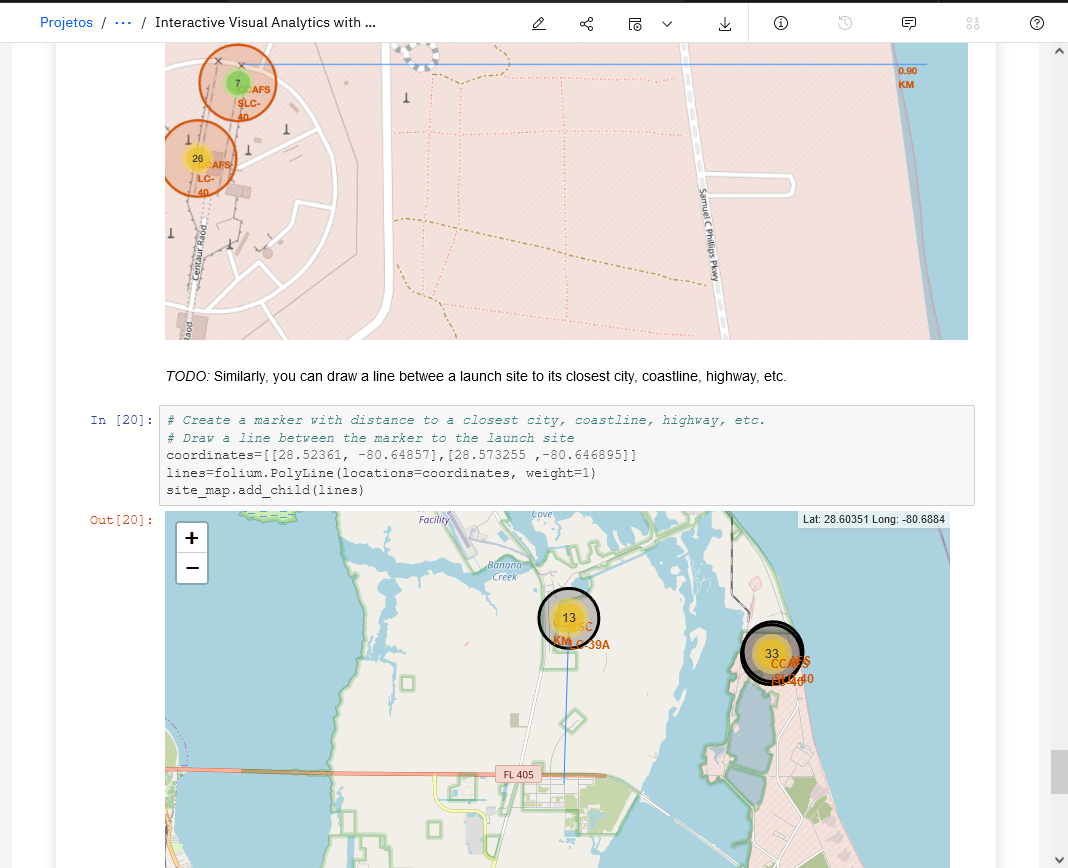 Projetos / ... / Interactive Visual Analytics with ...
7
CCAFS
SLC-
40
0.90
KM
26
CCAFS
LC-
40
Samuel C Phillips Pkwy
Centaur Raod
Raod
TODO: Similarly, you can draw a line betwee a launch site to its closest city, coastline, highway, etc.
In [20]:
# Create a marker with distance to a closest city, coastline, highway, etc.
# Draw a line between the marker to the launch site
coordinates=[[28.52361, -80.64857],[28.573255 ,-80.646895]]
lines=folium.PolyLine(locations=coordinates, weight=1)
site_map.add_child(lines)
Out[20]:
+
−
Facility
Cove
Lat: 28.60351 Long: -80.6884
Banana
Creek
13
KM
LC-39A
33
CCAFS
SLC-40
FL 405